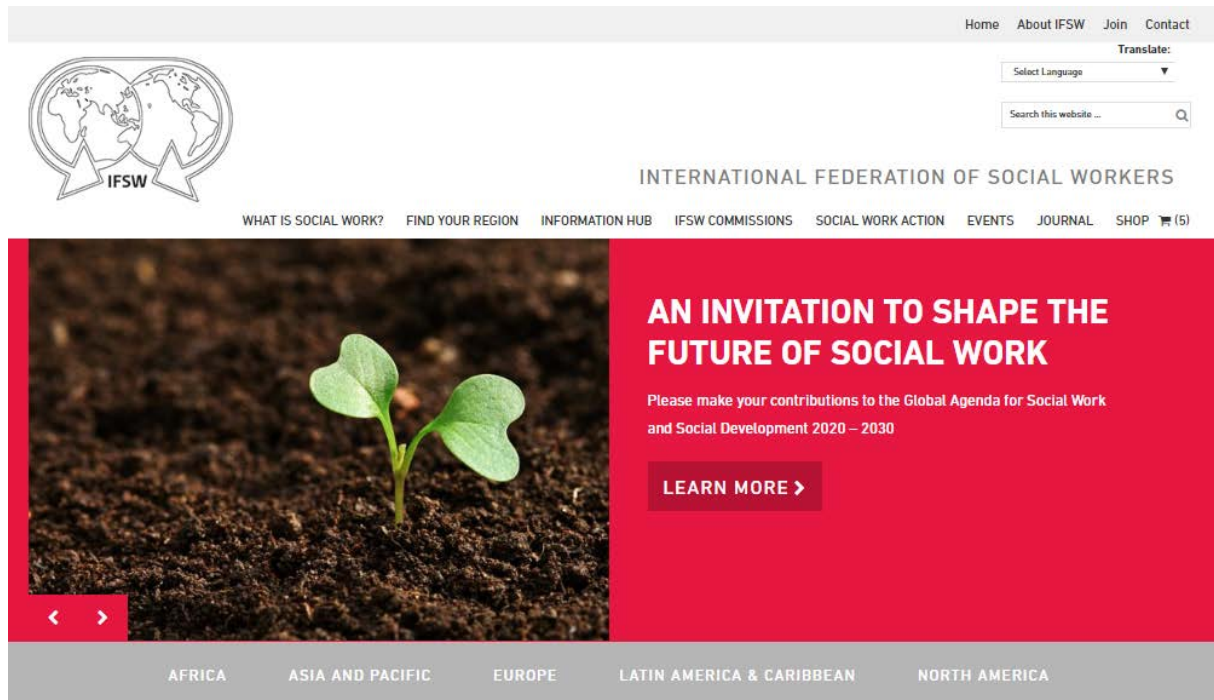 Home About IFSW Join Contact
Translate:
Select Language ▼
Search this website ...
IFSW
INTERNATIONAL FEDERATION OF SOCIAL WORKERS
WHAT IS SOCIAL WORK? FIND YOUR REGION INFORMATION HUB IFSW COMMISSIONS SOCIAL WORK ACTION EVENTS JOURNAL SHOP (5)
AN INVITATION TO SHAPE THE
FUTURE OF SOCIAL WORK
Please make your contributions to the Global Agenda for Social Work
and Social Development 2020 – 2030
LEARN MORE
AFRICA ASIA AND PACIFIC EUROPE LATIN AMERICA & CARIBBEAN NORTH AMERICA